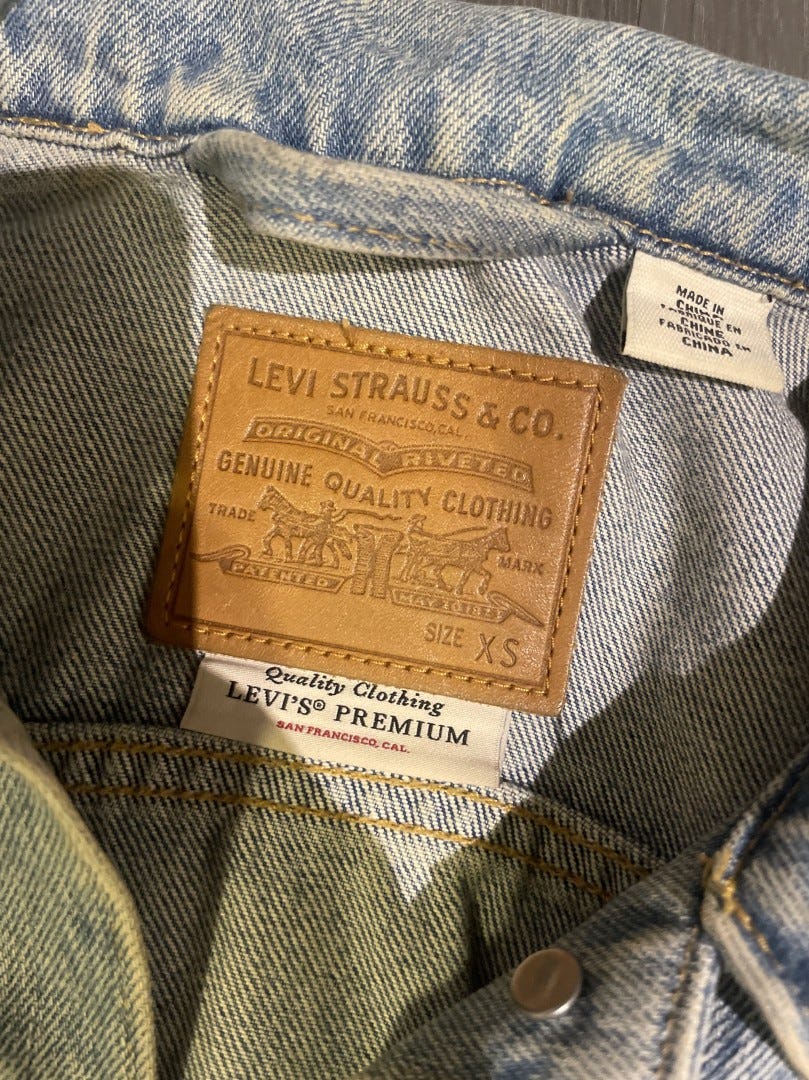 MADE IN
CHINA
FABRIQUE EN
CHINE
FABRICADO EN
CHINA
LEVI STRAUSS & CO.
SAN FRANCISCO, CAL.
ORIGINAL RIVETED
GENUINE QUALITY CLOTHING
TRADE MARK
PATENTED MAY 20 1873
SIZE XS
Quality Clothing
LEVI'S® PREMIUM
SAN FRANCISCO, CAL.